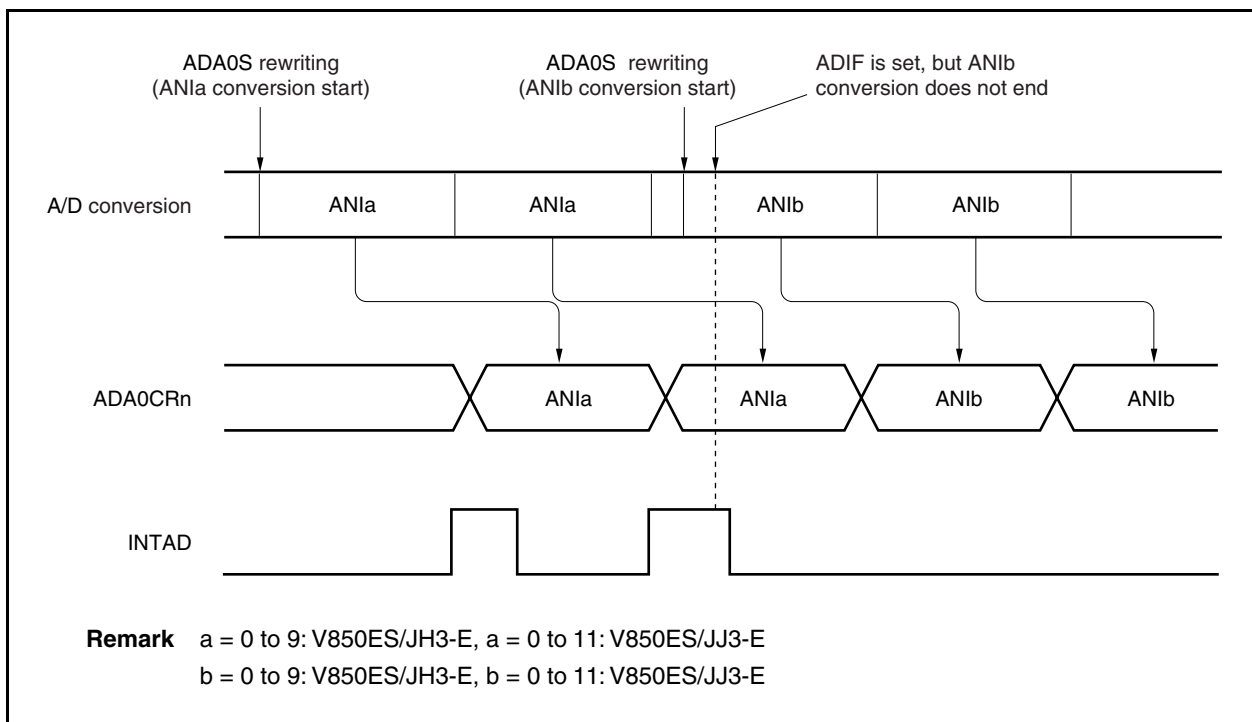 ADA0S rewriting
(ANIa conversion start)
ADA0S rewriting
(ANIb conversion start)
ADIF is set, but ANIb
conversion does not end
A/D conversion
ANIa
ANIa
ANIb
ANIb
ADA0CRn
ANIa
ANIa
ANIb
ANIb
INTAD
Remark a = 0 to 9: V850ES/JH3-E, a = 0 to 11: V850ES/JJ3-E
b = 0 to 9: V850ES/JH3-E, b = 0 to 11: V850ES/JJ3-E